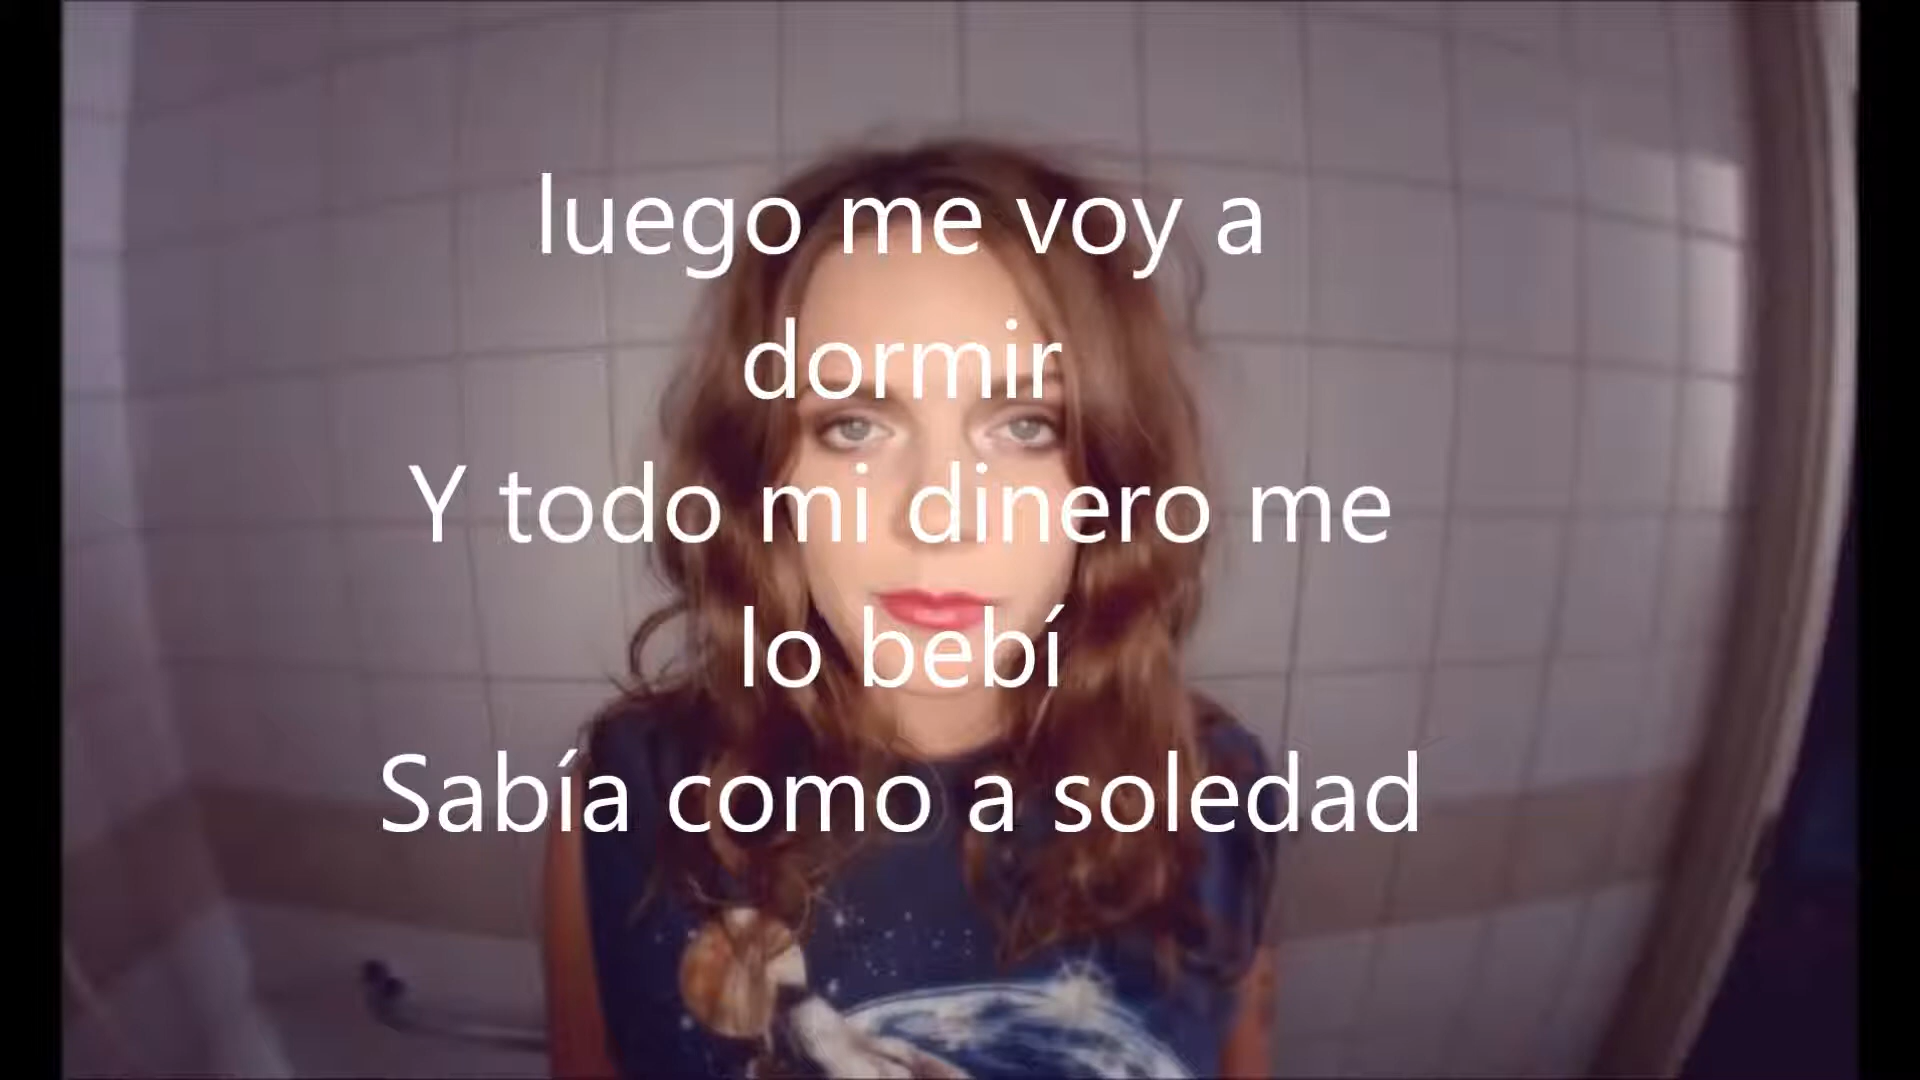 luego me voy a
dormir
Y todo mi dinero me
lo bebí
Sabía como a soledad